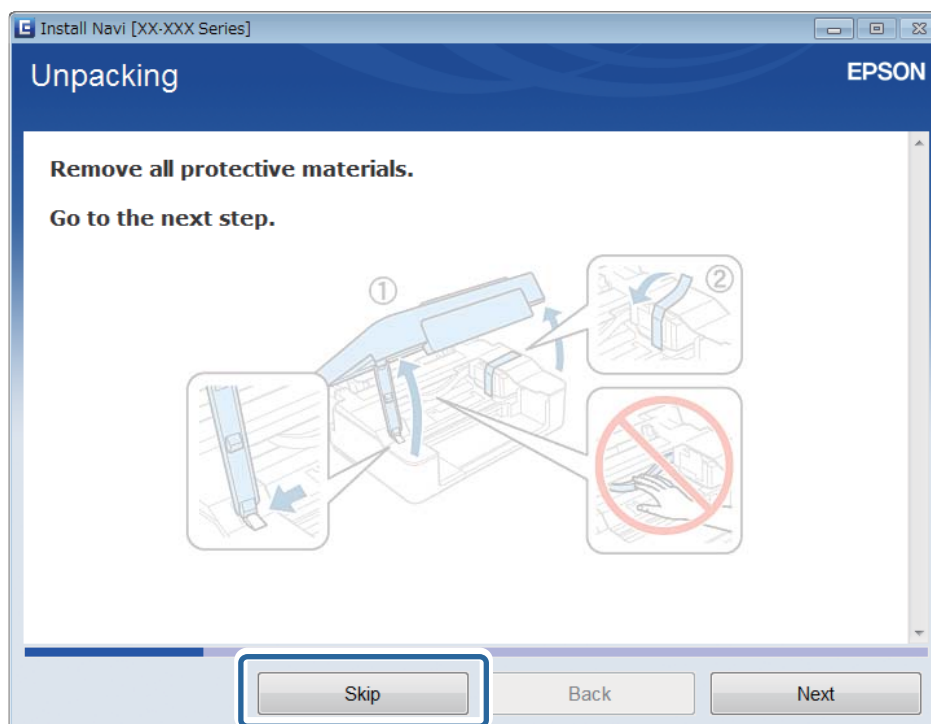 Install Navi [XX-XXX Series]
Unpacking
EPSON
Remove all protective materials.
Go to the next step.
①
②
Skip
Back
Next